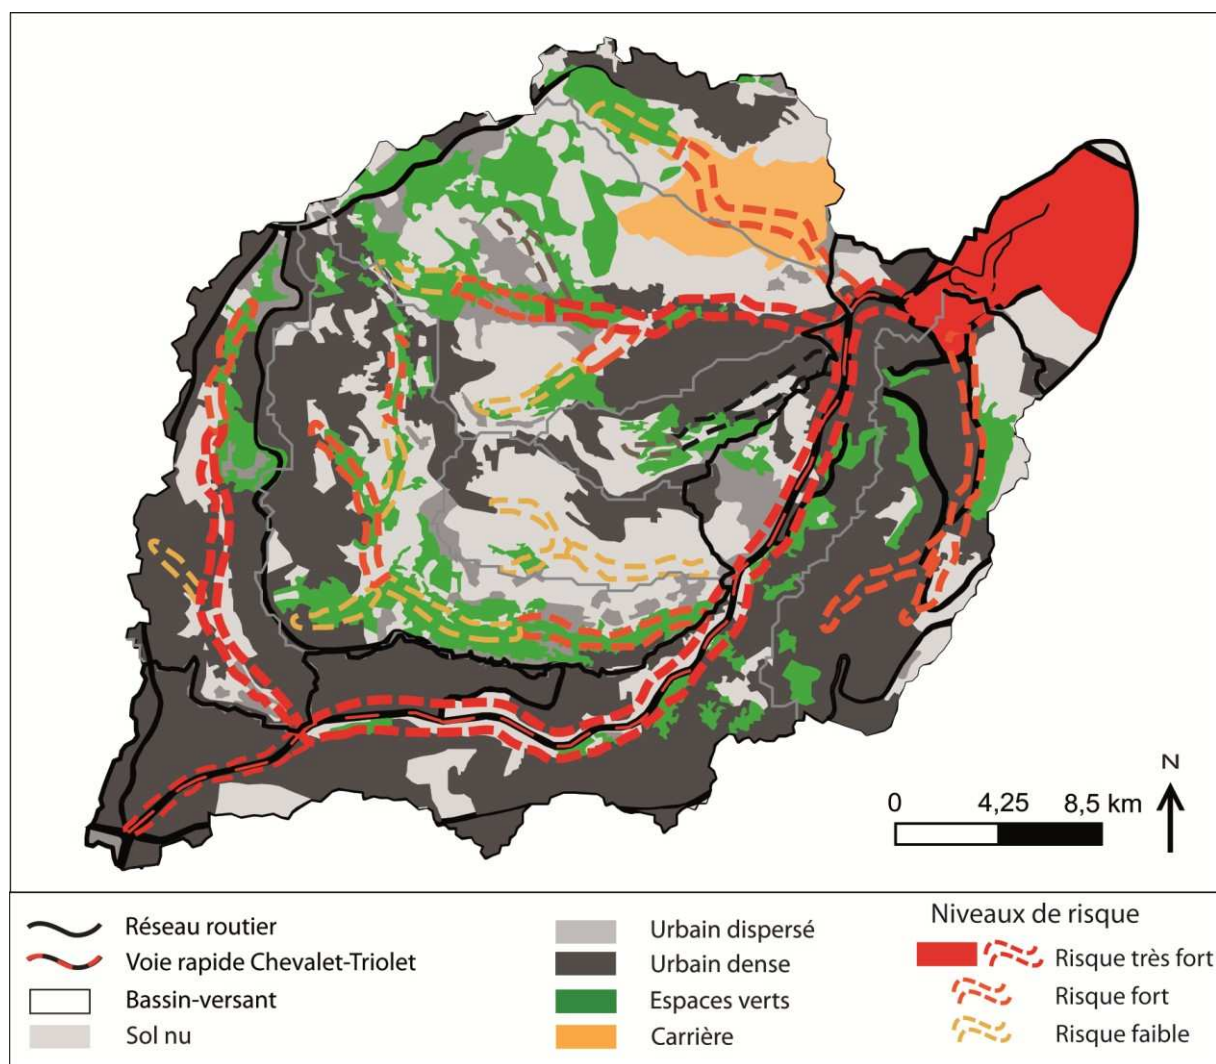 N
0 4,25 8,5 km
Réseau routier
Voie rapide Chevalet-Triolet
Bassin-versant
Sol nu
Urbain dispersé
Urbain dense
Espaces verts
Carrière
Niveaux de risque
Risque très fort
Risque fort
Risque faible